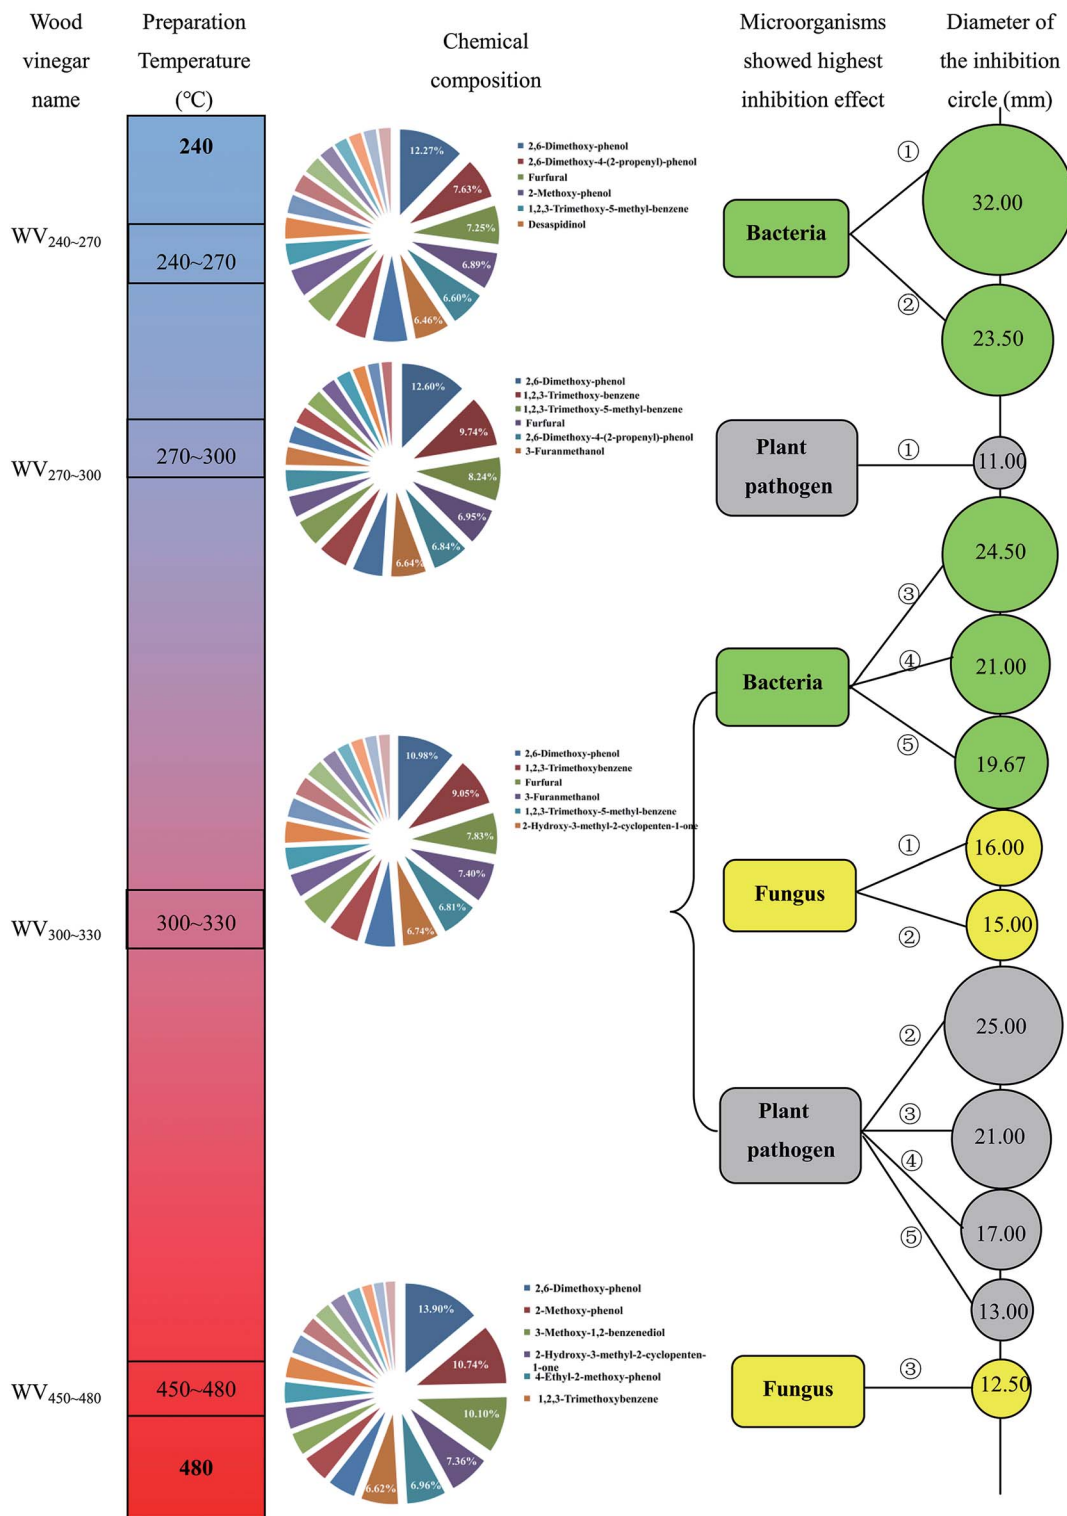 Wood
vinegar
name
Preparation
Temperature
(℃)
Chemical
composition
Microorganisms
showed highest
inhibition effect
Diameter of
the inhibition
circle (mm)
240
WV240~270
240~270
12.27%
7.63%
7.25%
6.89%
6.60%
6.46%
2,6-Dimethoxy-phenol
2,6-Dimethoxy-4-(2-propenyl)-phenol
Furfural
2-Methoxy-phenol
1,2,3-Trimethoxy-5-methyl-benzene
Desaspidinol
Bacteria
①
32.00
②
23.50
WV270~300
270~300
12.60%
9.74%
8.24%
6.95%
6.84%
6.64%
2,6-Dimethoxy-phenol
1,2,3-Trimethoxy-benzene
1,2,3-Trimethoxy-5-methyl-benzene
Furfural
2,6-Dimethoxy-4-(2-propenyl)-phenol
3-Furanmethanol
Plant
pathogen
①
11.00
WV300~330
300~330
10.98%
9.05%
7.83%
7.40%
6.81%
6.74%
2,6-Dimethoxy-phenol
1,2,3-Trimethoxybenzene
Furfural
3-Furanmethanol
1,2,3-Trimethoxy-5-methyl-benzene
2-Hydroxy-3-methyl-2-cyclopenten-1-one
Bacteria
③
24.50
④
21.00
⑤
19.67
Fungus
①
16.00
②
15.00
Plant
pathogen
②
25.00
③
21.00
④
17.00
⑤
13.00
WV450~480
450~480
480
13.90%
10.74%
10.10%
7.36%
6.96%
6.62%
2,6-Dimethoxy-phenol
2-Methoxy-phenol
3-Methoxy-1,2-benzenediol
2-Hydroxy-3-methyl-2-cyclopenten-
1-one
4-Ethyl-2-methoxy-phenol
1,2,3-Trimethoxybenzene
Fungus
③
12.50